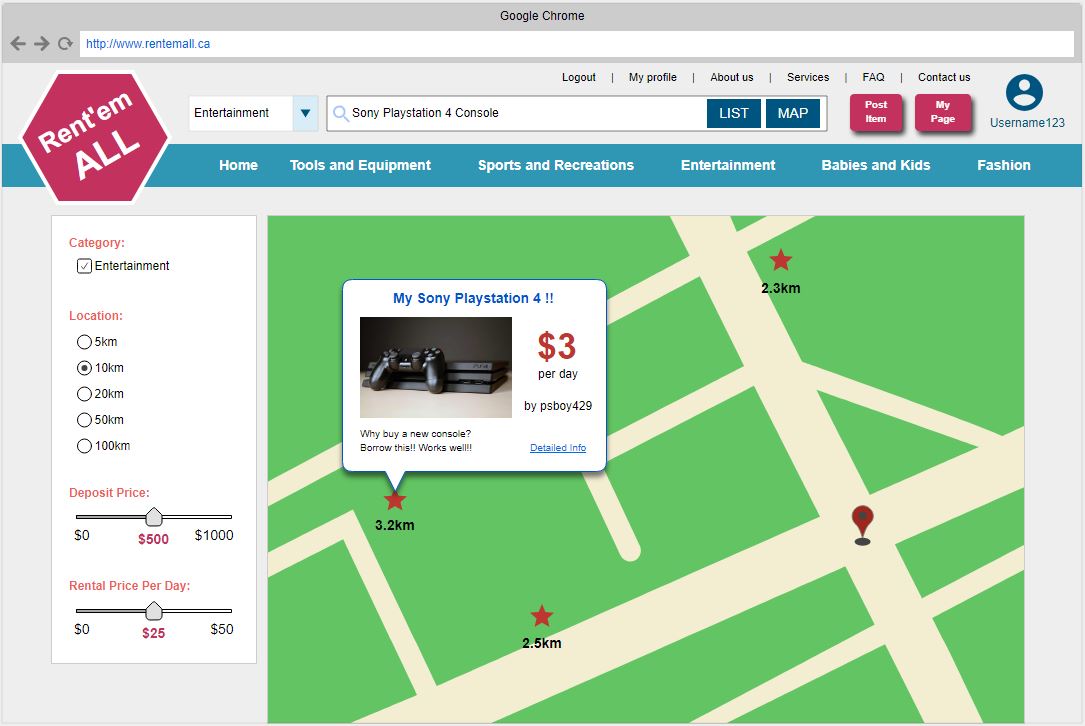 Google Chrome
http://www.rentemall.ca
Logout | My profile | About us | Services | FAQ | Contact us
Rent'em
ALL
Entertainment
Sony Playstation 4 Console
LIST
MAP
Post
Item
My
Page
Username123
Home
Tools and Equipment
Sports and Recreations
Entertainment
Babies and Kids
Fashion
Category:
Entertainment
Location:
5km
10km
20km
50km
100km
Deposit Price:
$0
$500
$1000
Rental Price Per Day:
$0
$25
$50
2.3km
My Sony Playstation 4 !!
PS4
$3
per day
by psboy429
Why buy a new console?
Borrow this!! Works well!!
Detailed Info
3.2km
2.5km